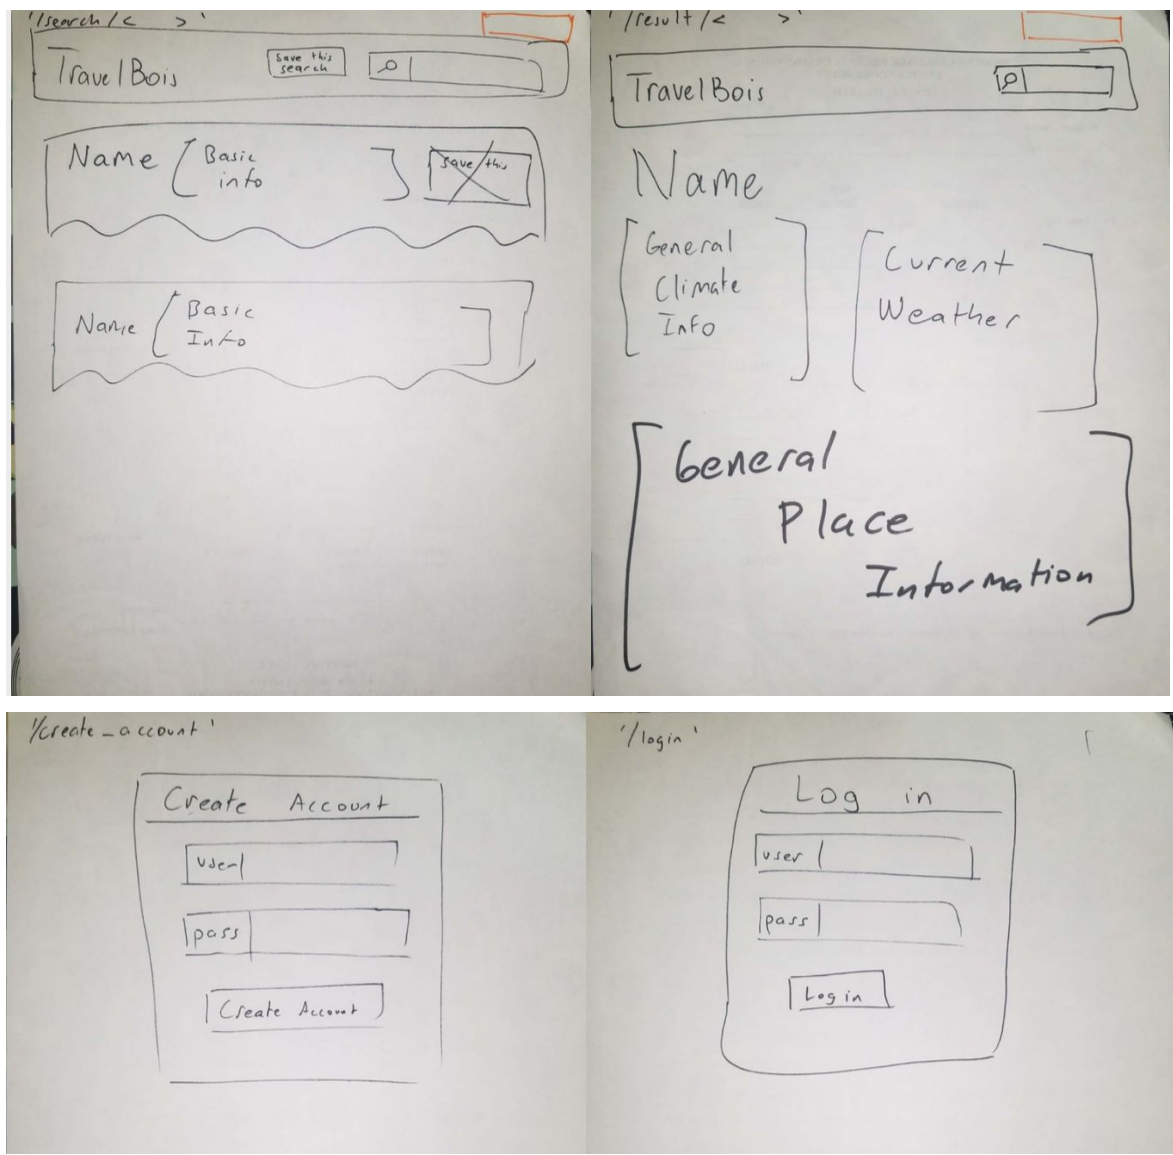 '/search/< >'
TravelBois
Save this
search
Name
Basic
info
Save this
Name
Basic
Info
'/result/< >'
TravelBois
Name
General
Climate
Info
Current
Weather
General
Place
Information
'/create_account'
Create Account
user
pass
Create Account
'/login'
Log in
user
pass
Log in